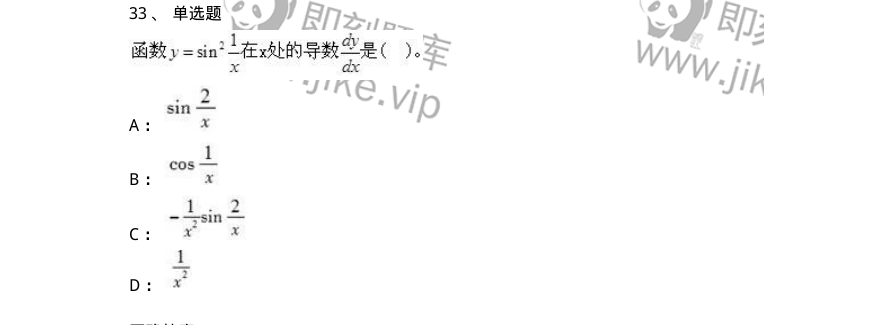 33、 单选题
函数 y = sin² 1/x 在x处的导数 dy/dx 是( )。
A： sin 2/x
B： cos 1/x
C： -1/x² sin 2/x
D： 1/x²